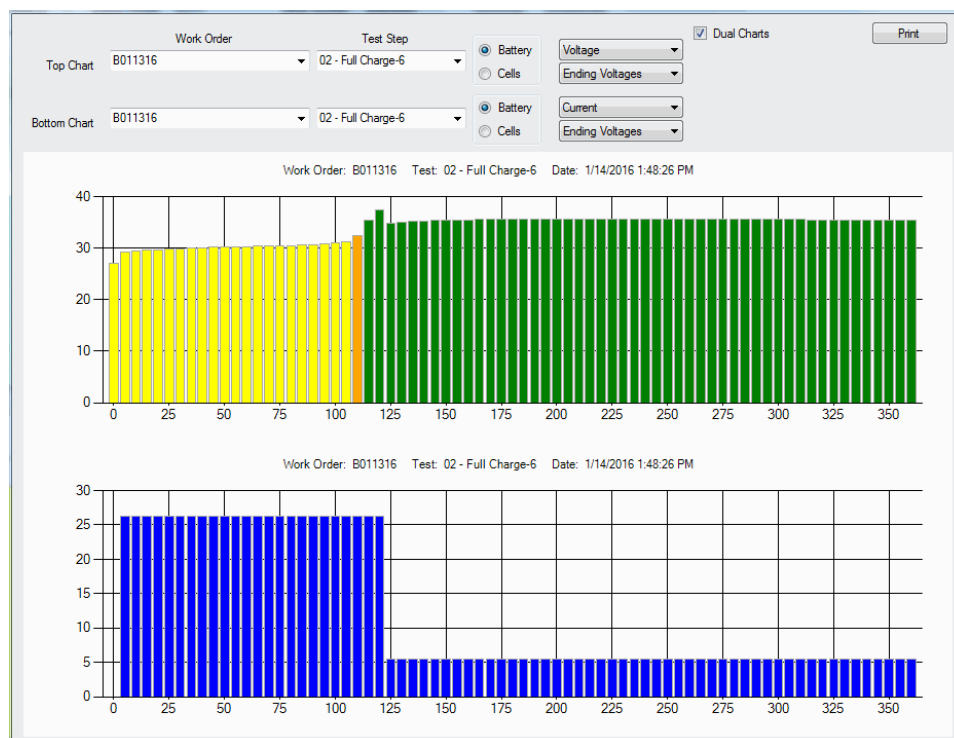 Work Order Test Step
Dual Charts Print
Top Chart B011316 02 - Full Charge-6 Battery Voltage
Cells Ending Voltages
Bottom Chart B011316 02 - Full Charge-6 Battery Current
Cells Ending Voltages
Work Order: B011316 Test: 02 - Full Charge-6 Date: 1/14/2016 1:48:26 PM
40
30
20
10
0
0 25 50 75 100 125 150 175 200 225 250 275 300 325 350
Work Order: B011316 Test: 02 - Full Charge-6 Date: 1/14/2016 1:48:26 PM
30
25
20
15
10
5
0
0 25 50 75 100 125 150 175 200 225 250 275 300 325 350